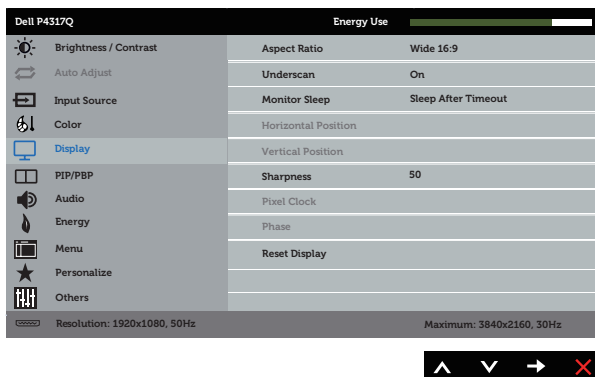 Dell P4317Q Energy Use
Brightness / Contrast
Auto Adjust
Input Source
Color
Display
PIP/PBP
Audio
Energy
Menu
Personalize
Others
Aspect Ratio Wide 16:9
Underscan On
Monitor Sleep Sleep After Timeout
Horizontal Position
Vertical Position
Sharpness 50
Pixel Clock
Phase
Reset Display
Resolution: 1920x1080, 50Hz Maximum: 3840x2160, 30Hz